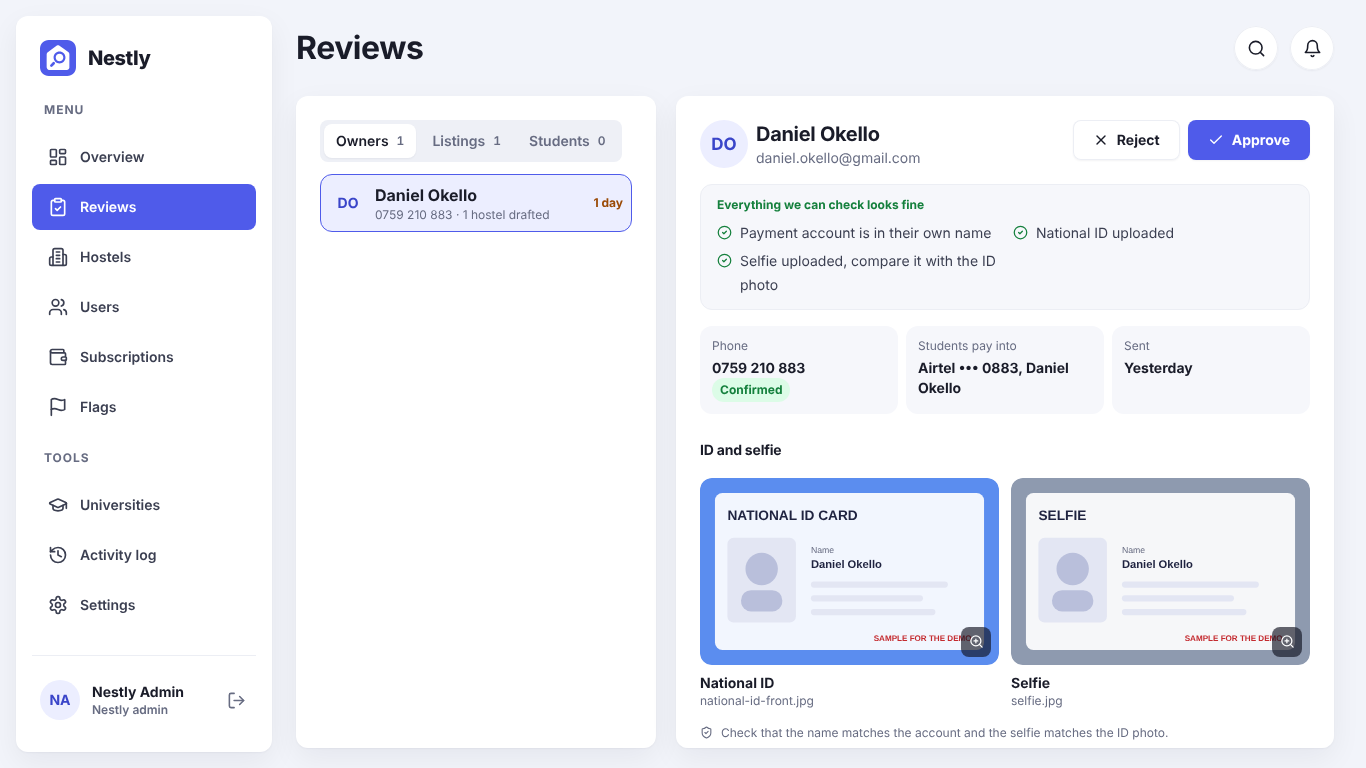 Nestly
MENU
Overview
Reviews
Hostels
Users
Subscriptions
Flags
TOOLS
Universities
Activity log
Settings
NA
Nestly Admin
Nestly admin
Reviews
Owners 1
Listings 1
Students 0
DO
Daniel Okello
0759 210 883 · 1 hostel drafted
1 day
DO
Daniel Okello
daniel.okello@gmail.com
Reject
Approve
Everything we can check looks fine
Payment account is in their own name
National ID uploaded
Selfie uploaded, compare it with the ID
photo
Phone
0759 210 883
Confirmed
Students pay into
Airtel ••• 0883, Daniel
Okello
Sent
Yesterday
ID and selfie
NATIONAL ID CARD
Name
Daniel Okello
SAMPLE FOR THE DEMO
SELFIE
Name
Daniel Okello
SAMPLE FOR THE DEMO
National ID
national-id-front.jpg
Selfie
selfie.jpg
Check that the name matches the account and the selfie matches the ID photo.